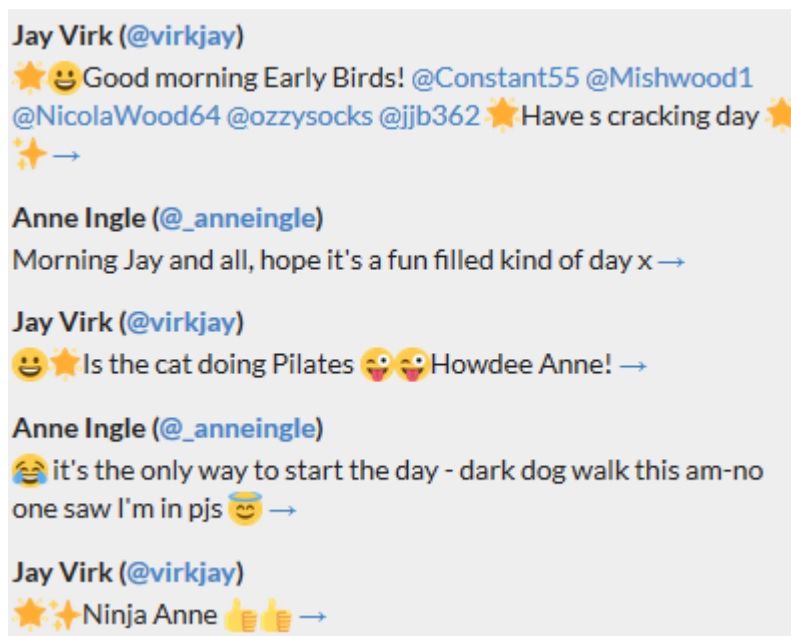 Jay Virk (@virkjay)
🌟😃Good morning Early Birds! @Constant55 @Mishwood1
@NicolaWood64 @ozzysocks @jjb362 🌟Have s cracking day 🌟
✨→
Anne Ingle (@_anneingle)
Morning Jay and all, hope it's a fun filled kind of day x→
Jay Virk (@virkjay)
😃🌟Is the cat doing Pilates 😜😜Howdee Anne! →
Anne Ingle (@_anneingle)
😂 it's the only way to start the day - dark dog walk this am-no
one saw I'm in pjs 😇 →
Jay Virk (@virkjay)
🌟✨Ninja Anne 👍👍 →